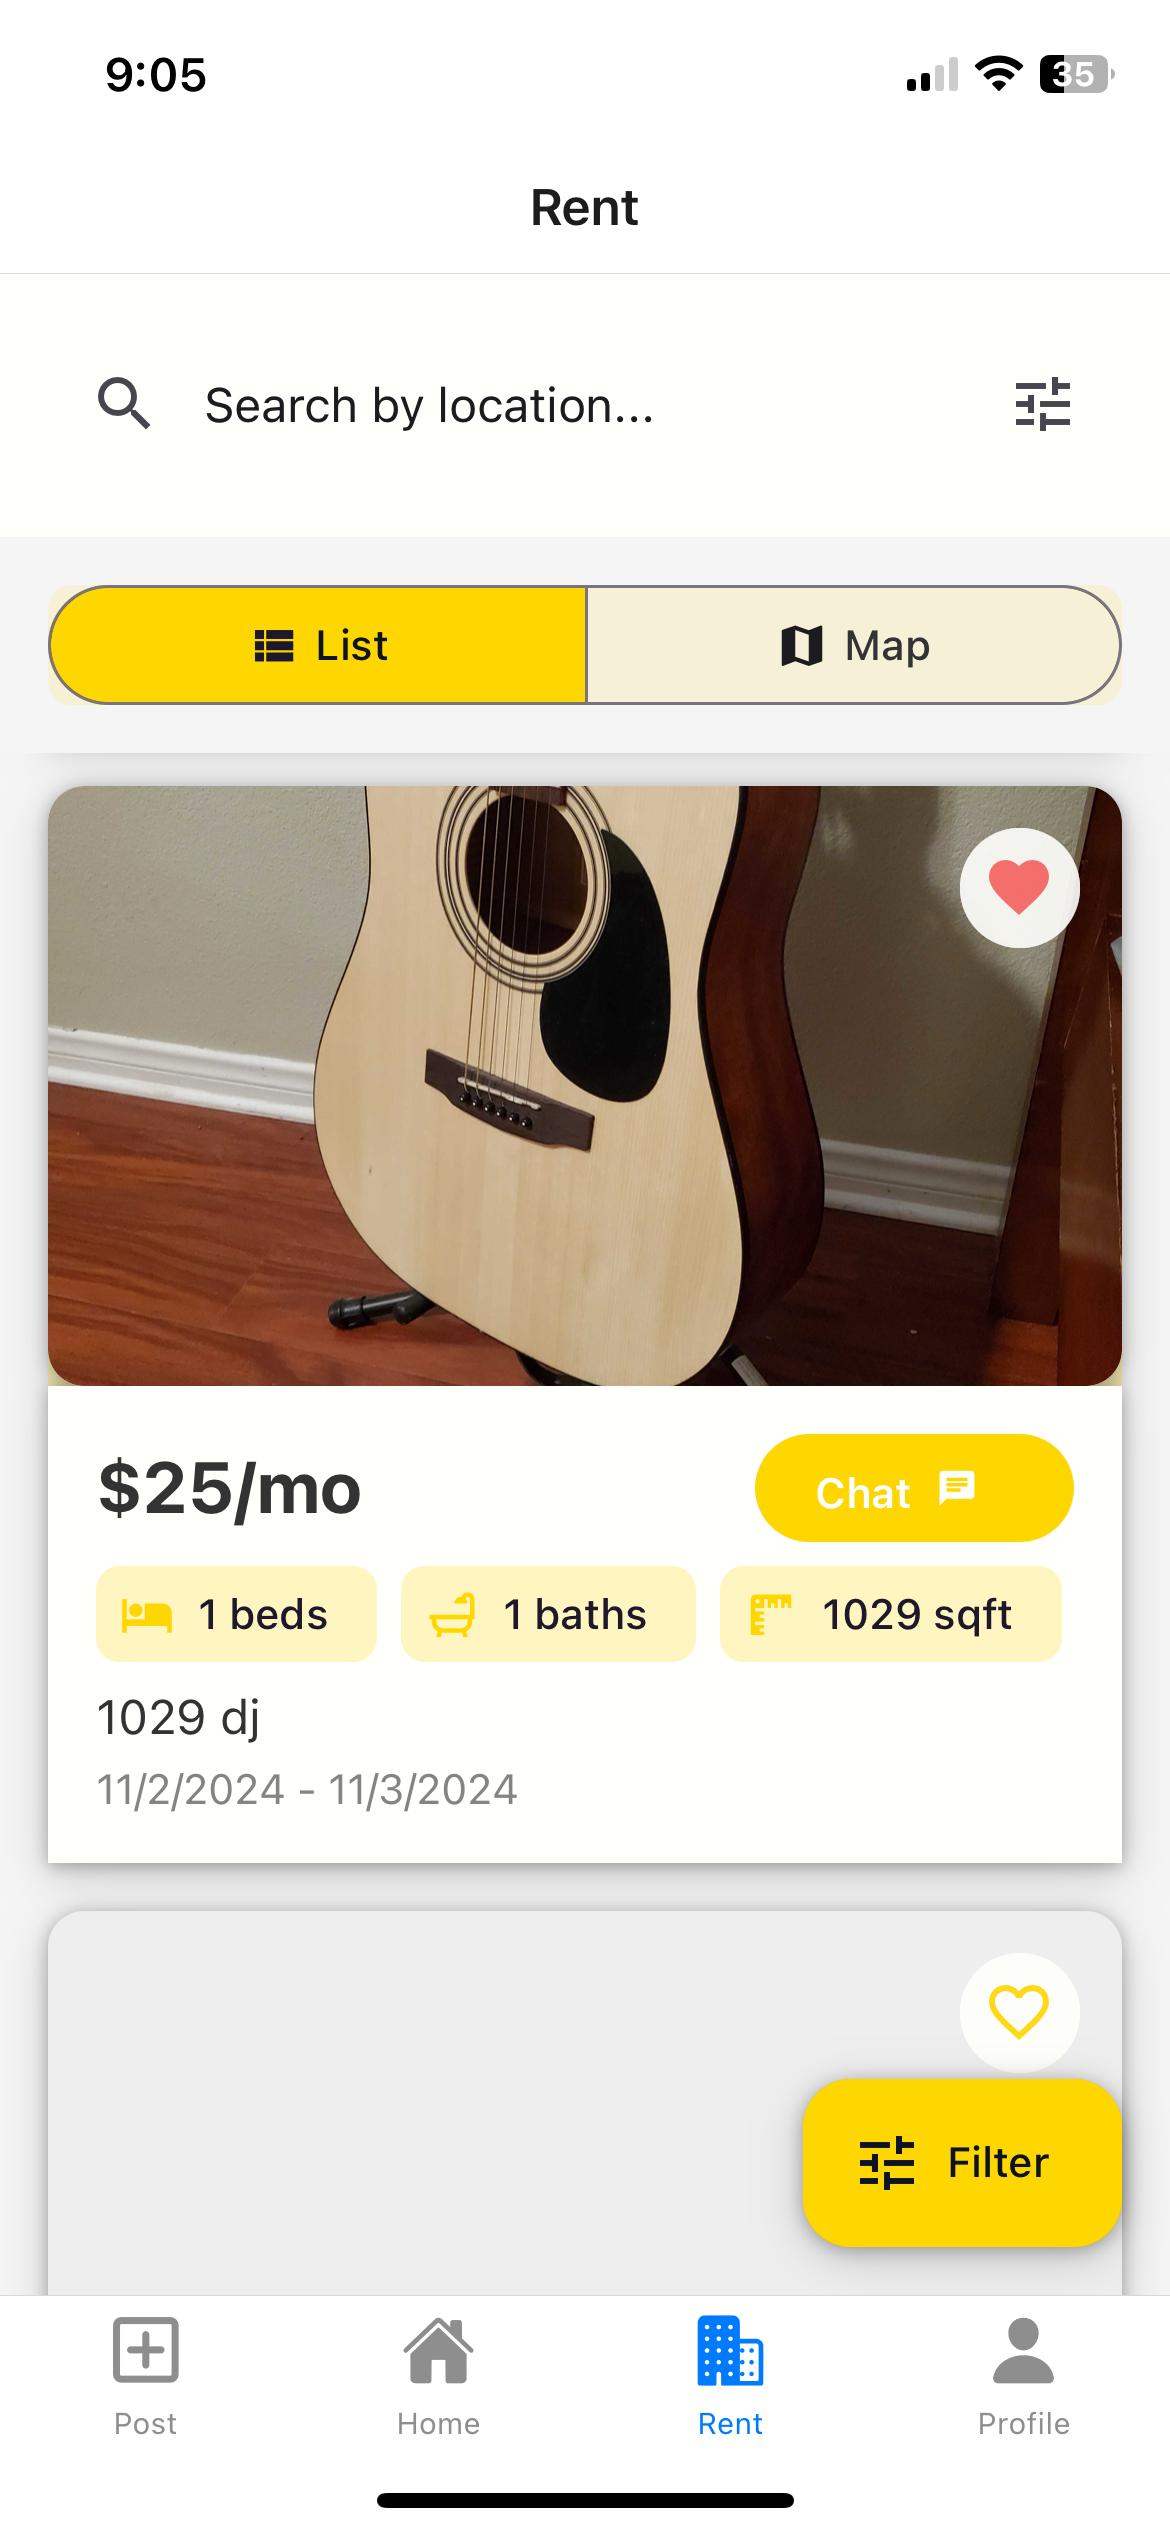 9:05
35
Rent
Search by location...
List
Map
$25/mo
Chat
1 beds
1 baths
1029 sqft
1029 dj
11/2/2024 - 11/3/2024
Filter
Post
Home
Rent
Profile